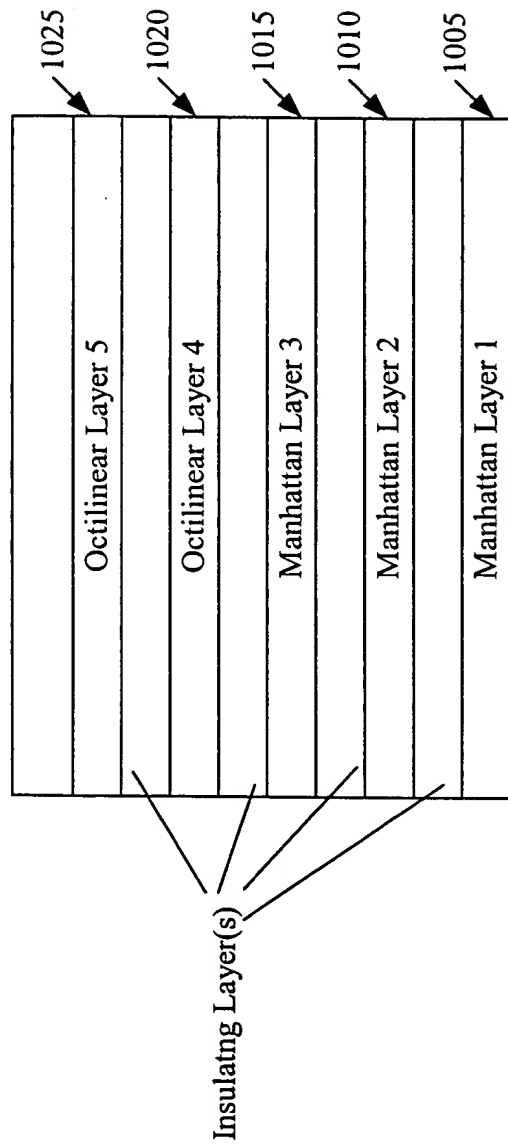 1025
Octilinear Layer 5
1020
Octilinear Layer 4
1015
Manhattan Layer 3
1010
Manhattan Layer 2
1005
Manhattan Layer 1
Insulatng Layer(s)